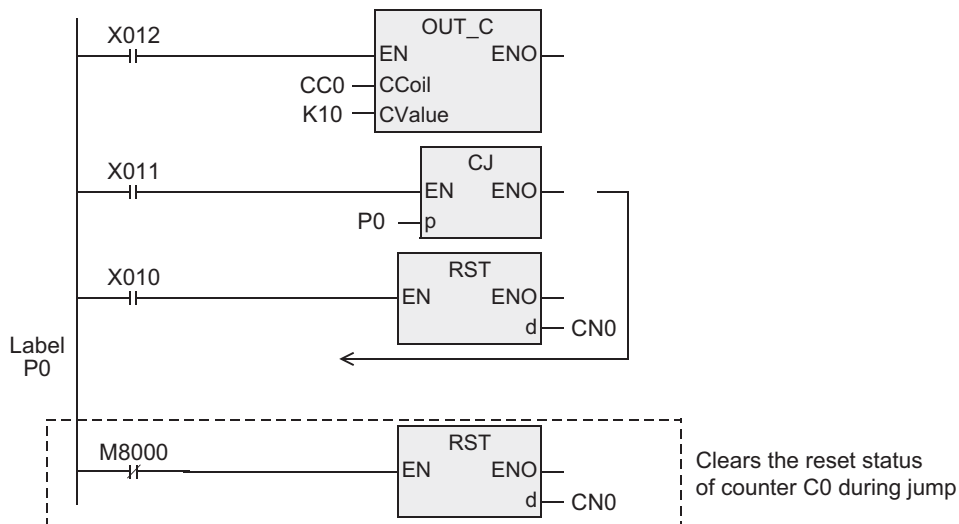 X012
OUT_C
EN ENO
CC0 CCoil
K10 CValue
X011
CJ
EN ENO
P0 p
X010
RST
EN ENO
d CN0
Label
P0
M8000
RST
EN ENO
d CN0
Clears the reset status
of counter C0 during jump